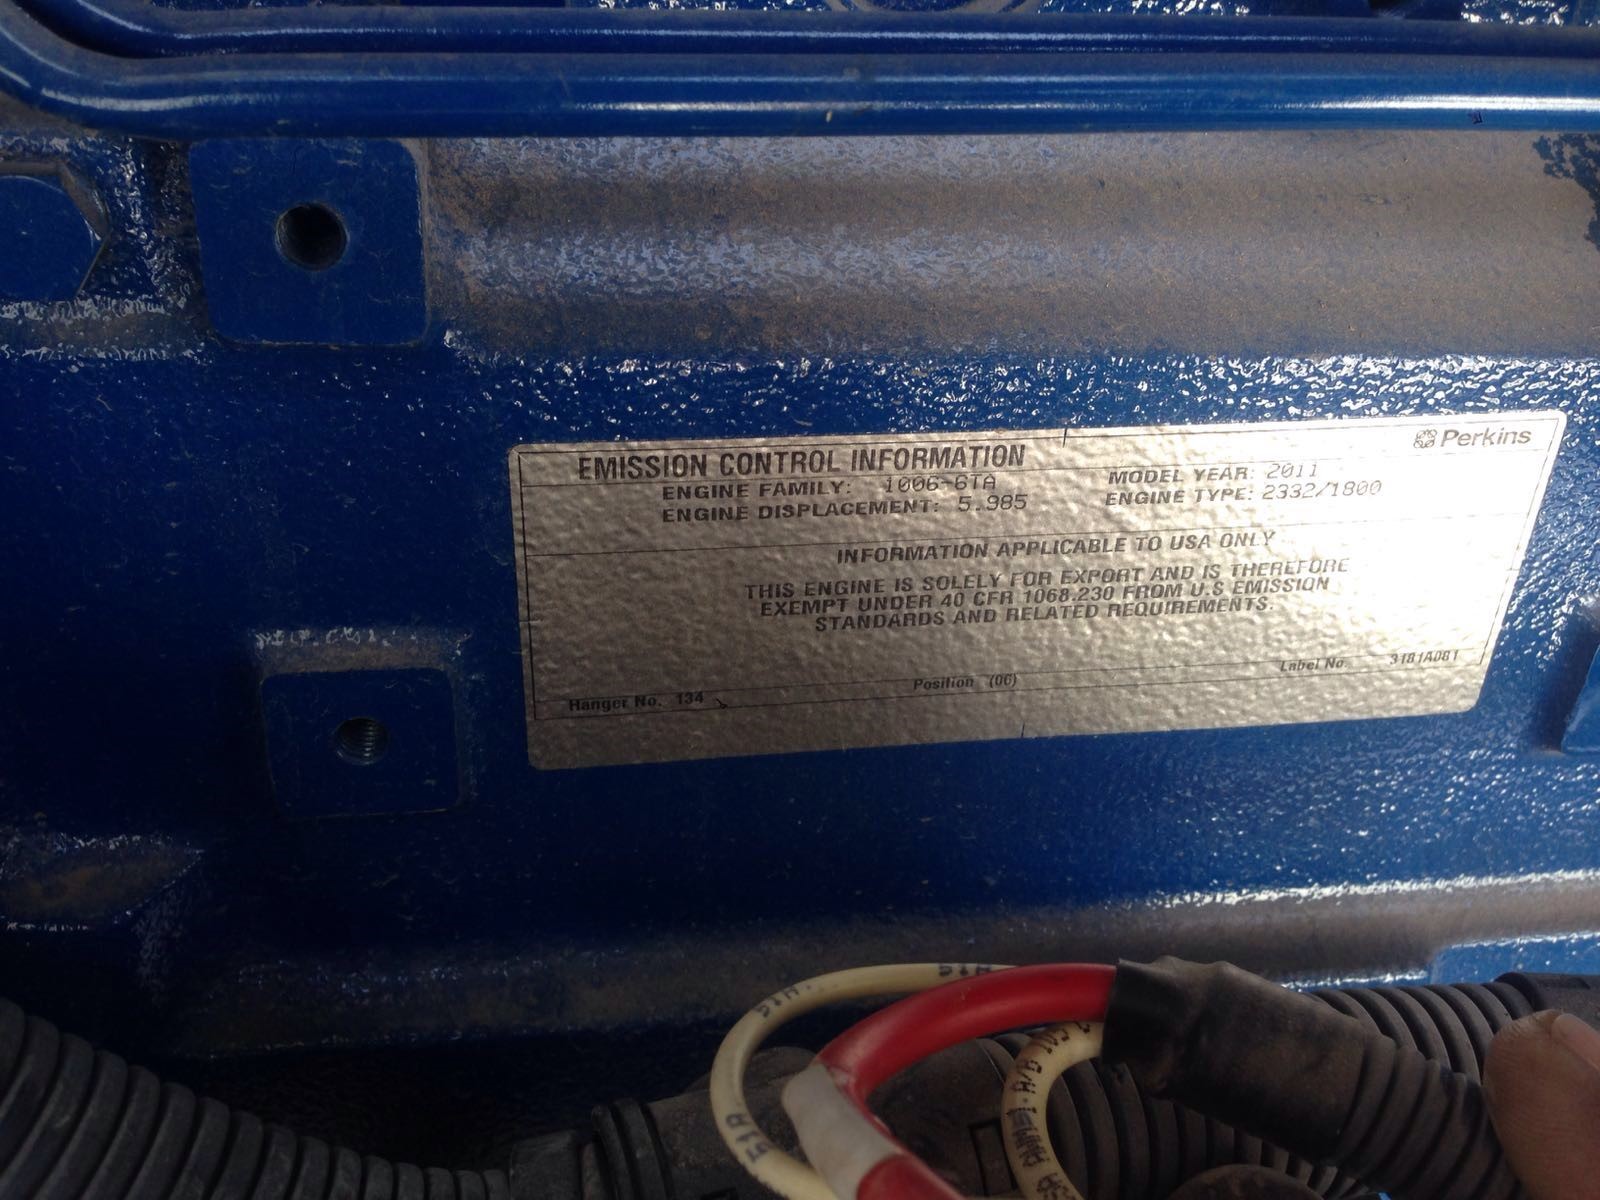 Perkins
EMISSION CONTROL INFORMATION
ENGINE FAMILY: 1006-6TA
ENGINE DISPLACEMENT: 5.985
MODEL YEAR: 2011
ENGINE TYPE: 2332/1800
INFORMATION APPLICABLE TO USA ONLY
THIS ENGINE IS SOLELY FOR EXPORT AND IS THEREFORE
EXEMPT UNDER 40 CFR 1068.230 FROM U.S EMISSION
STANDARDS AND RELATED REQUIREMENTS.
Hanger No. 134
Position (06)
Label No. 3181A081